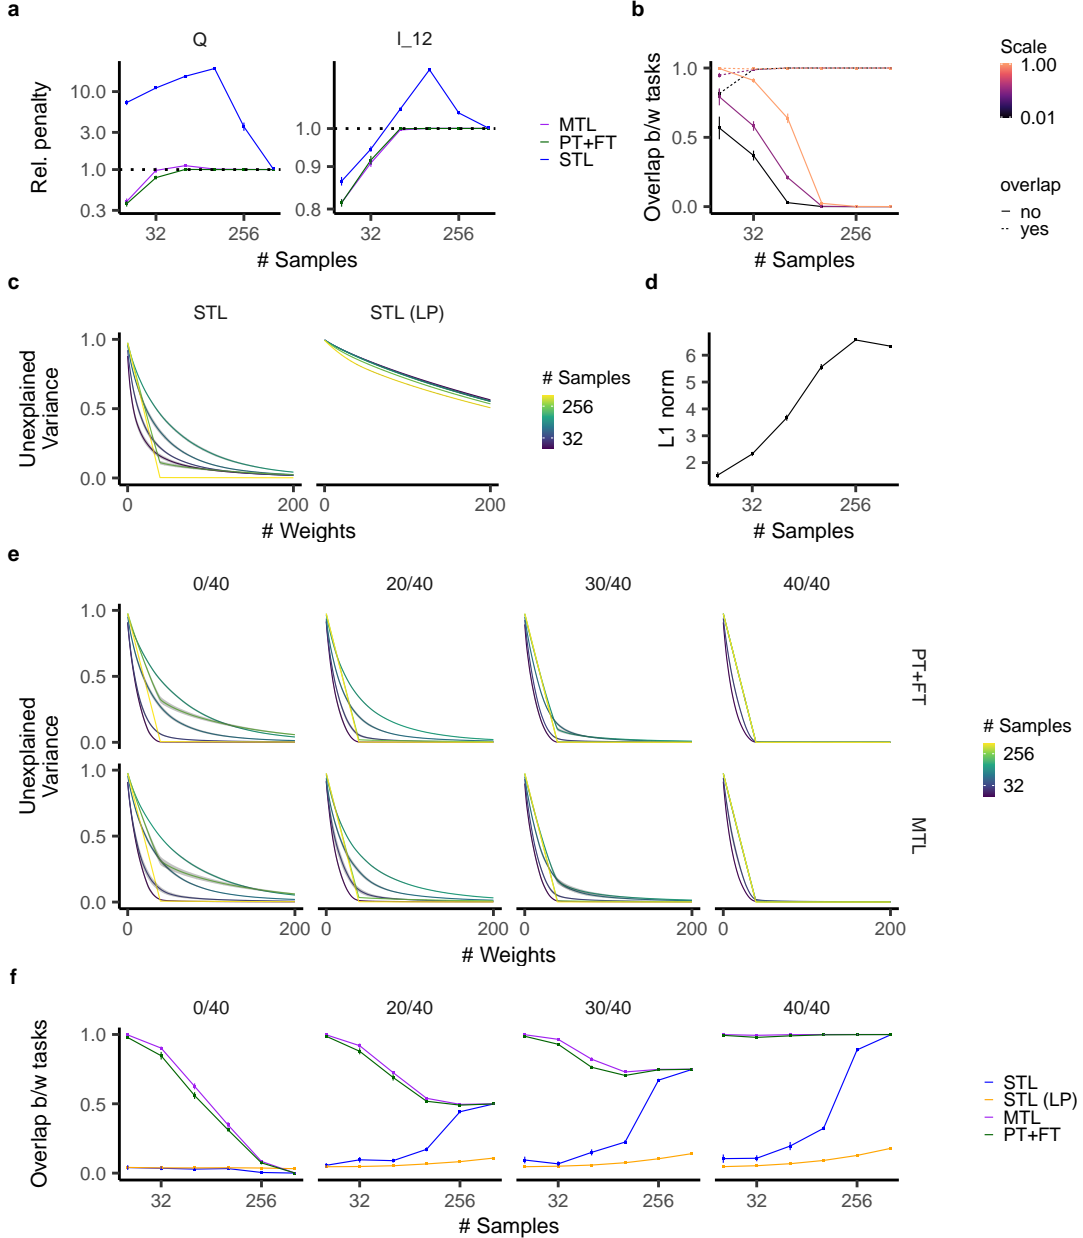 a
Q
l_12
Rel. penalty
10.0
3.0
1.0
0.3
1.0
0.9
0.8
32
256
32
256
# Samples
MTL
PT+FT
STL
b
Overlap b/w tasks
1.0
0.5
0.0
32
256
# Samples
Scale
1.00
0.01
overlap
no
yes
c
STL
STL (LP)
Unexplained
Variance
1.0
0.5
0.0
0
200
0
200
# Weights
# Samples
256
32
d
L1 norm
6
5
4
3
2
32
256
# Samples
e
0/40
20/40
30/40
40/40
Unexplained
Variance
1.0
0.5
0.0
PT+FT
Unexplained
Variance
1.0
0.5
0.0
MTL
0
200
0
200
0
200
0
200
# Weights
# Samples
256
32
f
0/40
20/40
30/40
40/40
Overlap b/w tasks
1.0
0.5
0.0
32
256
32
256
32
256
32
256
# Samples
STL
STL (LP)
MTL
PT+FT